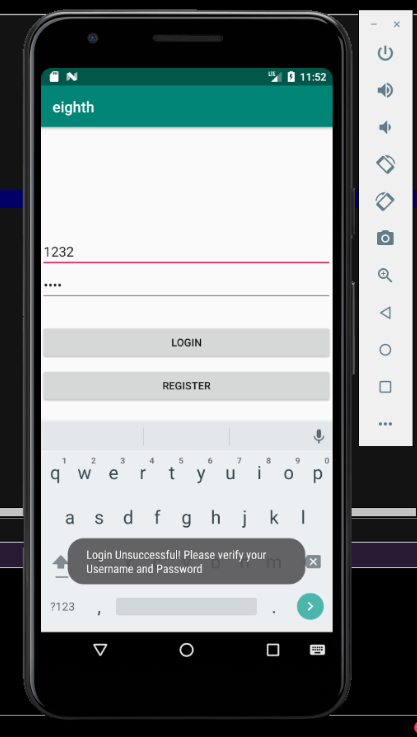 LTE 11:52
eighth
1232
••••
LOGIN
REGISTER
1 2 3 4 5 6 7 8 9 0
q w e r t y u i o p
a s d f g h j k l
Login Unsuccessful! Please verify your
Username and Password
?123 , .